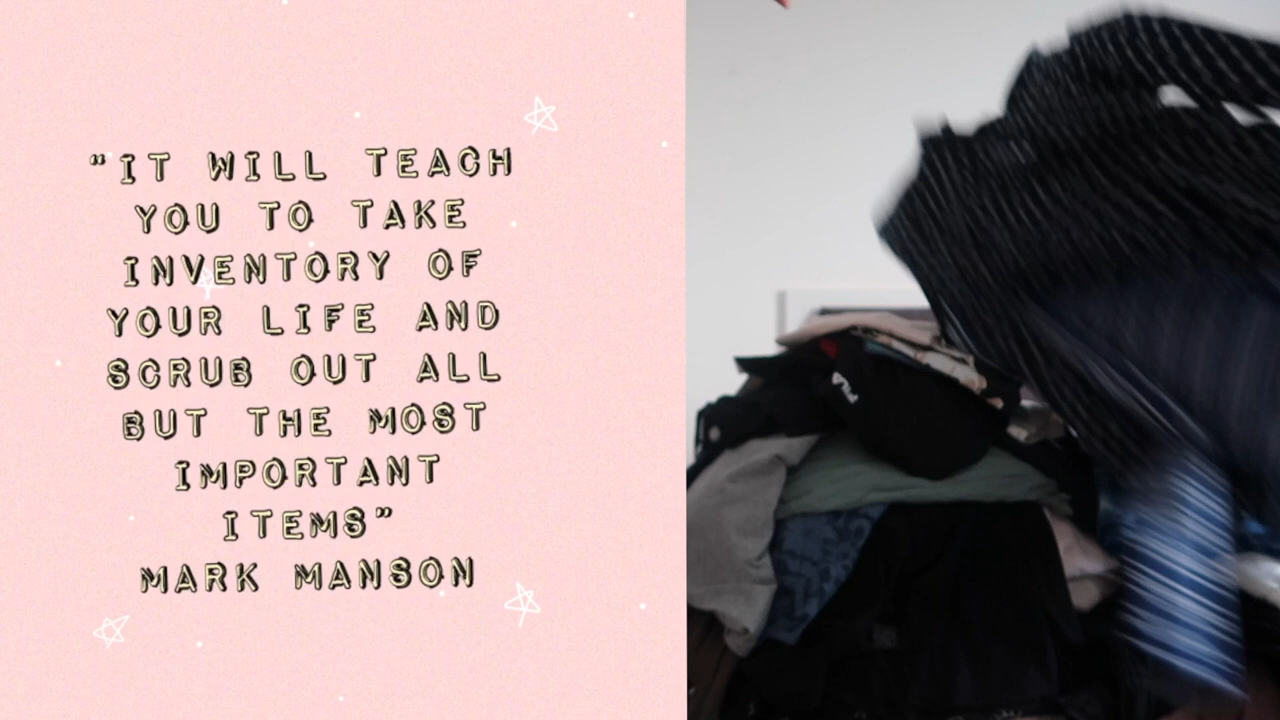 "IT WILL TEACH
YOU TO TAKE
INVENTORY OF
YOUR LIFE AND
SCRUB OUT ALL
BUT THE MOST
IMPORTANT
ITEMS"
MARK MANSON